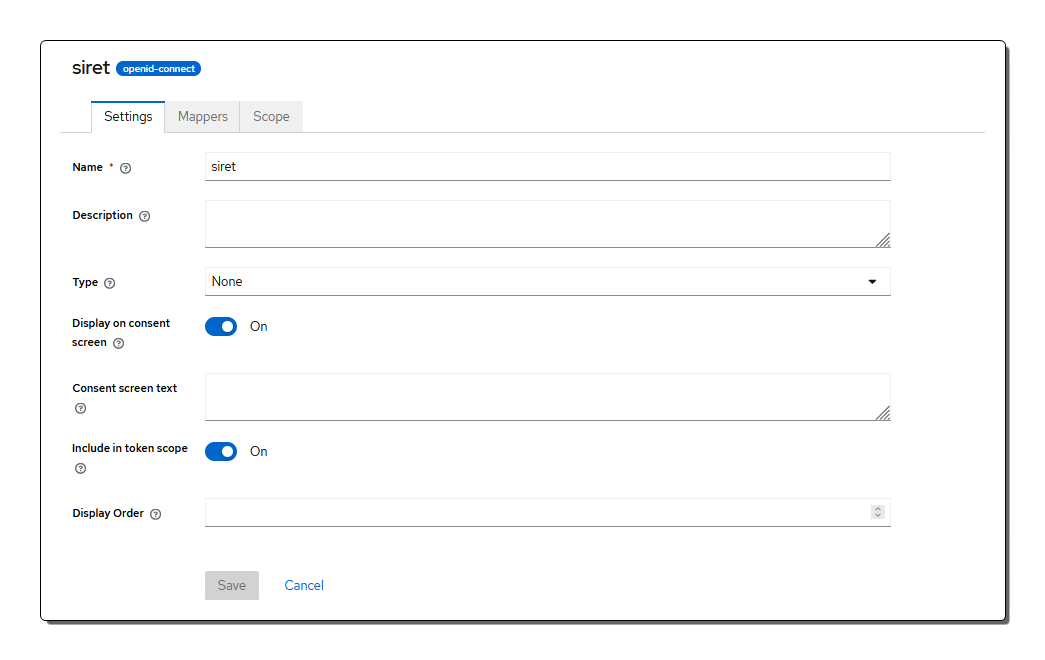 siret openid-connect
Settings Mappers Scope
Name * siret
Description
Type None
Display on consent
screen On
Consent screen text
Include in token scope On
Display Order
Save Cancel